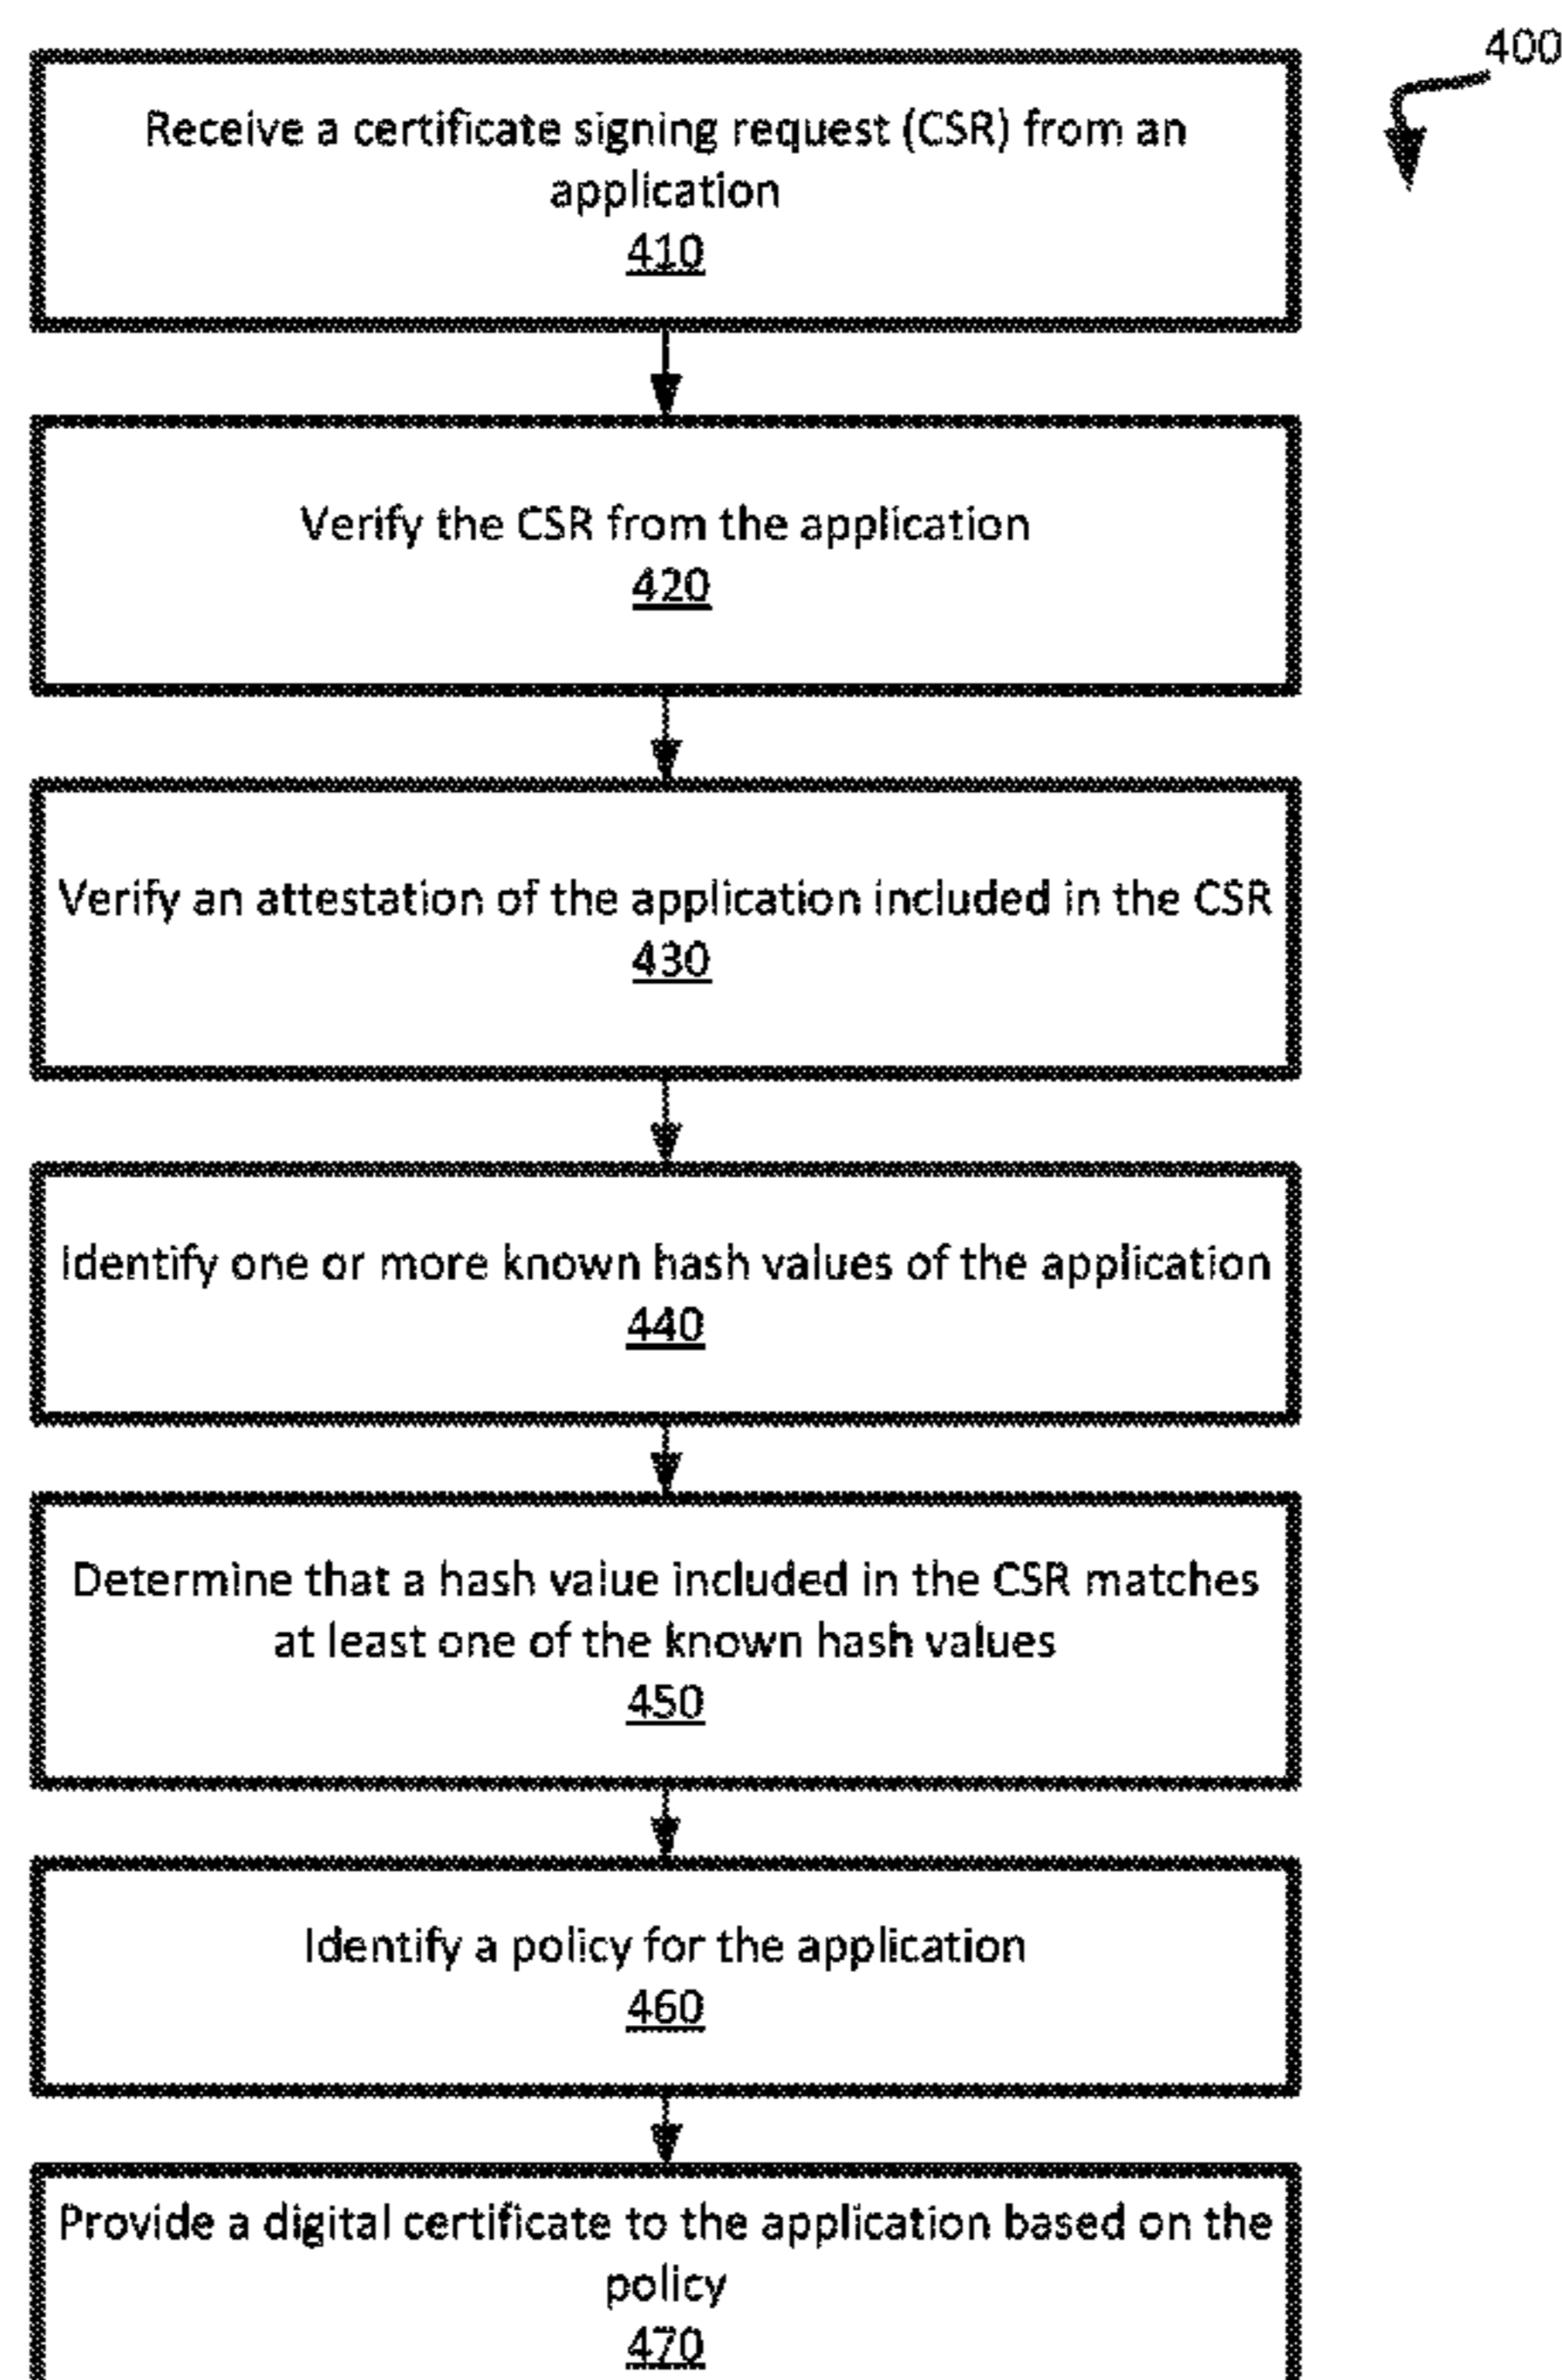 400
Receive a certificate signing request (CSR) from an
application
410
Verify the CSR from the application
420
Verify an attestation of the application included in the CSR
430
Identify one or more known hash values of the application
440
Determine that a hash value included in the CSR matches
at least one of the known hash values
450
Identify a policy for the application
460
Provide a digital certificate to the application based on the
policy
470